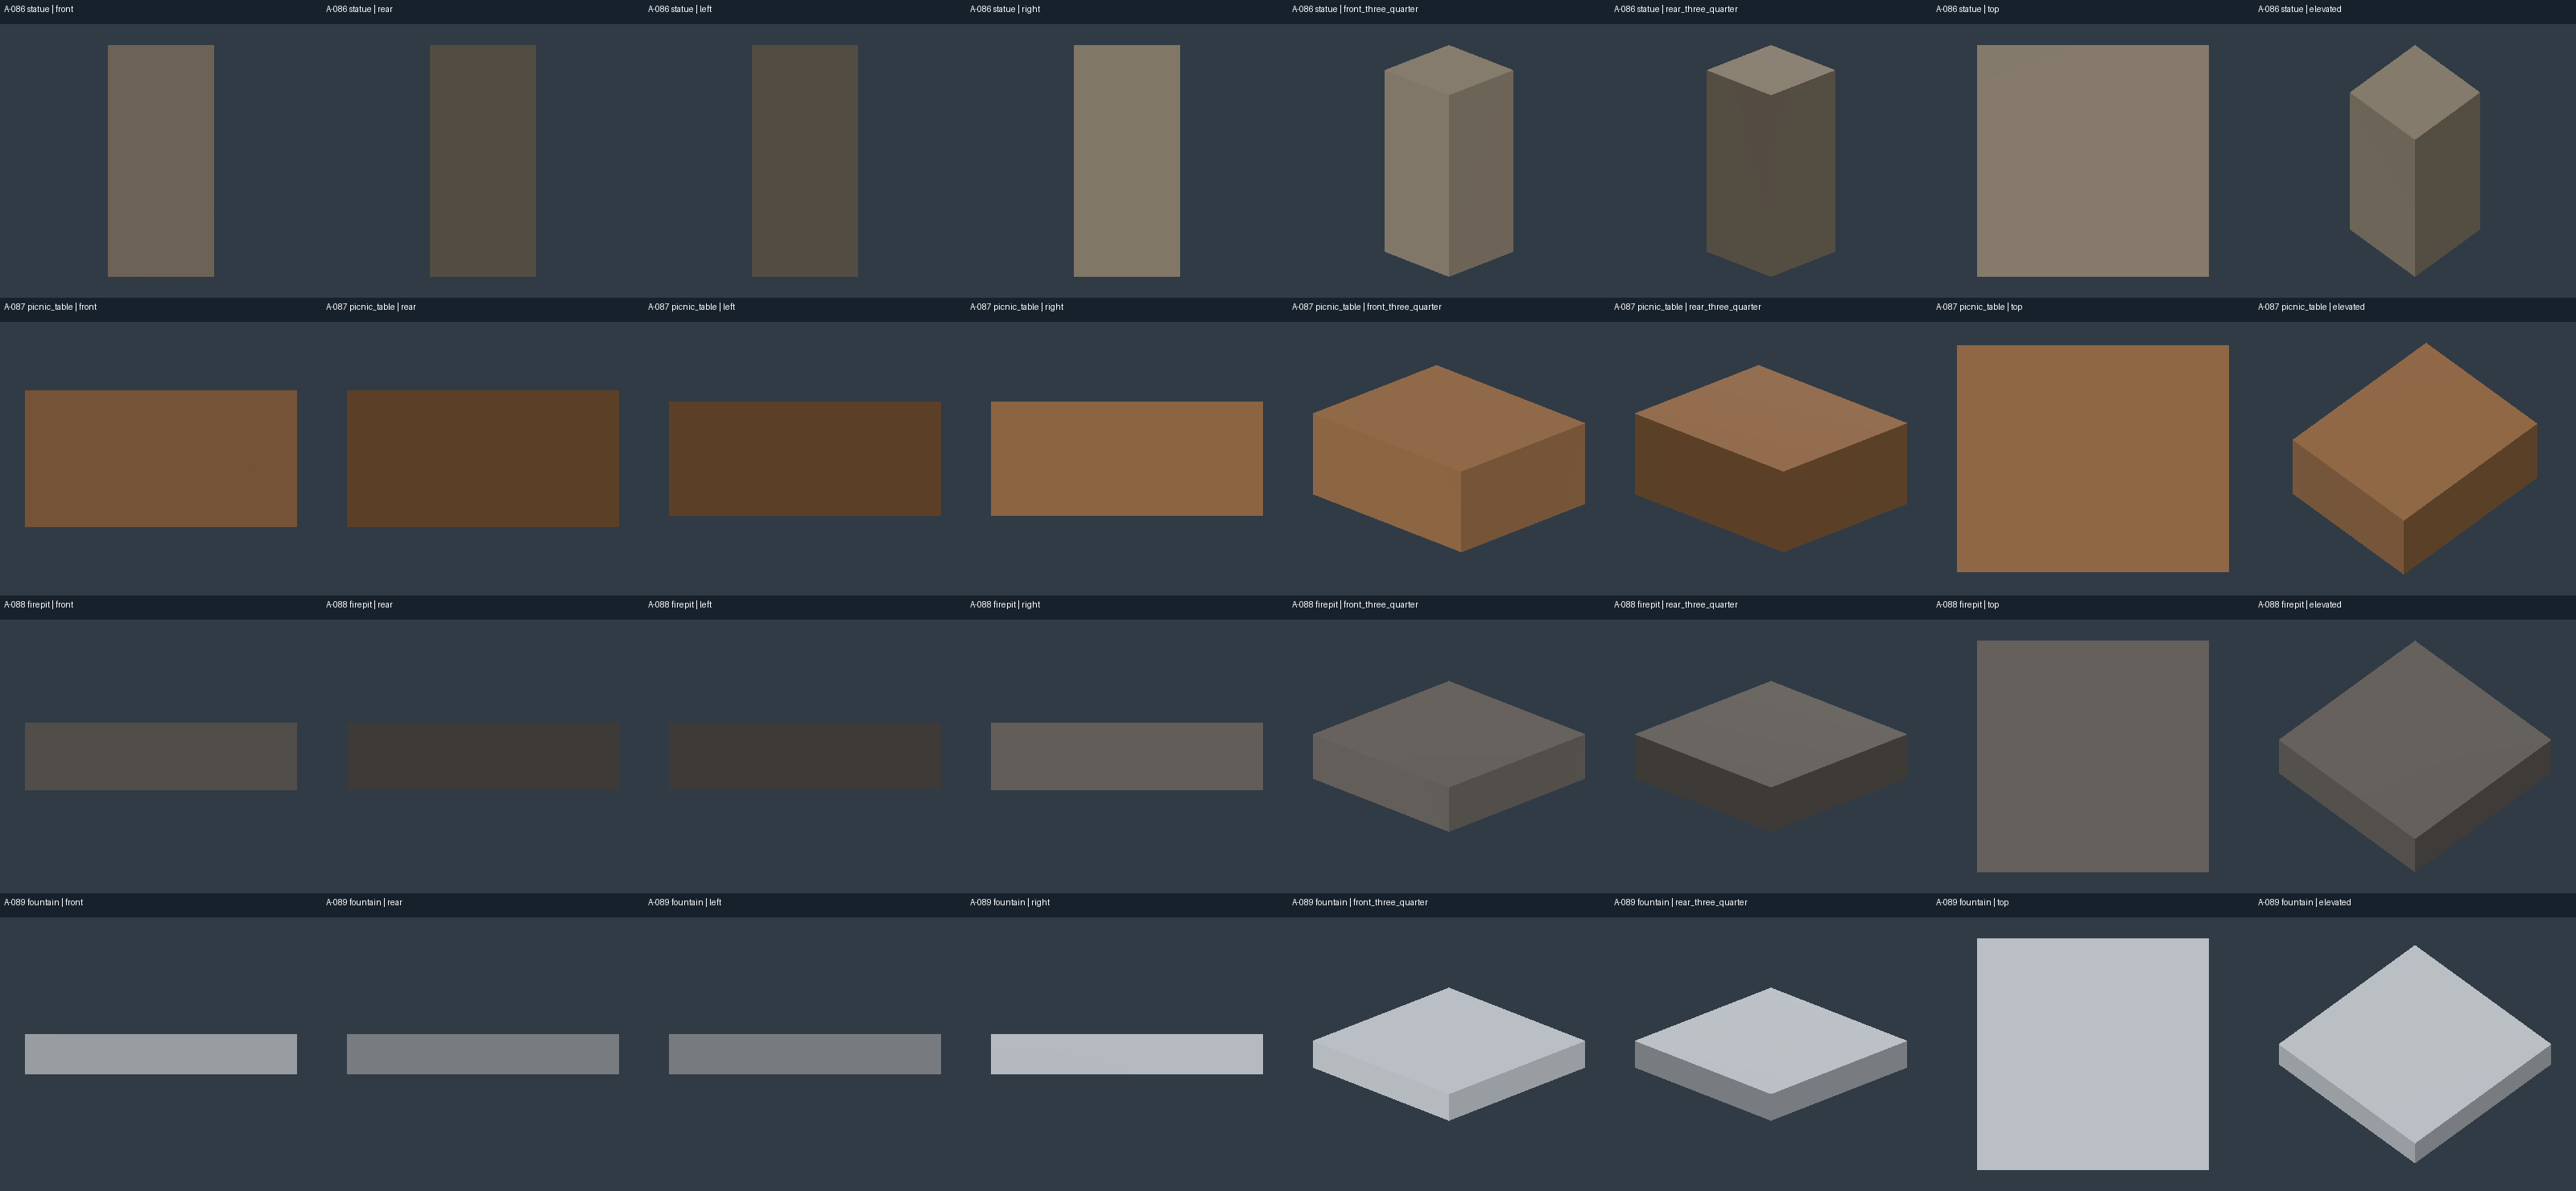 A-086 statue | front
A-086 statue | rear
A-086 statue | left
A-086 statue | right
A-086 statue | front_three_quarter
A-086 statue | rear_three_quarter
A-086 statue | top
A-086 statue | elevated
A-087 picnic_table | front
A-087 picnic_table | rear
A-087 picnic_table | left
A-087 picnic_table | right
A-087 picnic_table | front_three_quarter
A-087 picnic_table | rear_three_quarter
A-087 picnic_table | top
A-087 picnic_table | elevated
A-088 firepit | front
A-088 firepit | rear
A-088 firepit | left
A-088 firepit | right
A-088 firepit | front_three_quarter
A-088 firepit | rear_three_quarter
A-088 firepit | top
A-088 firepit | elevated
A-089 fountain | front
A-089 fountain | rear
A-089 fountain | left
A-089 fountain | right
A-089 fountain | front_three_quarter
A-089 fountain | rear_three_quarter
A-089 fountain | top
A-089 fountain | elevated